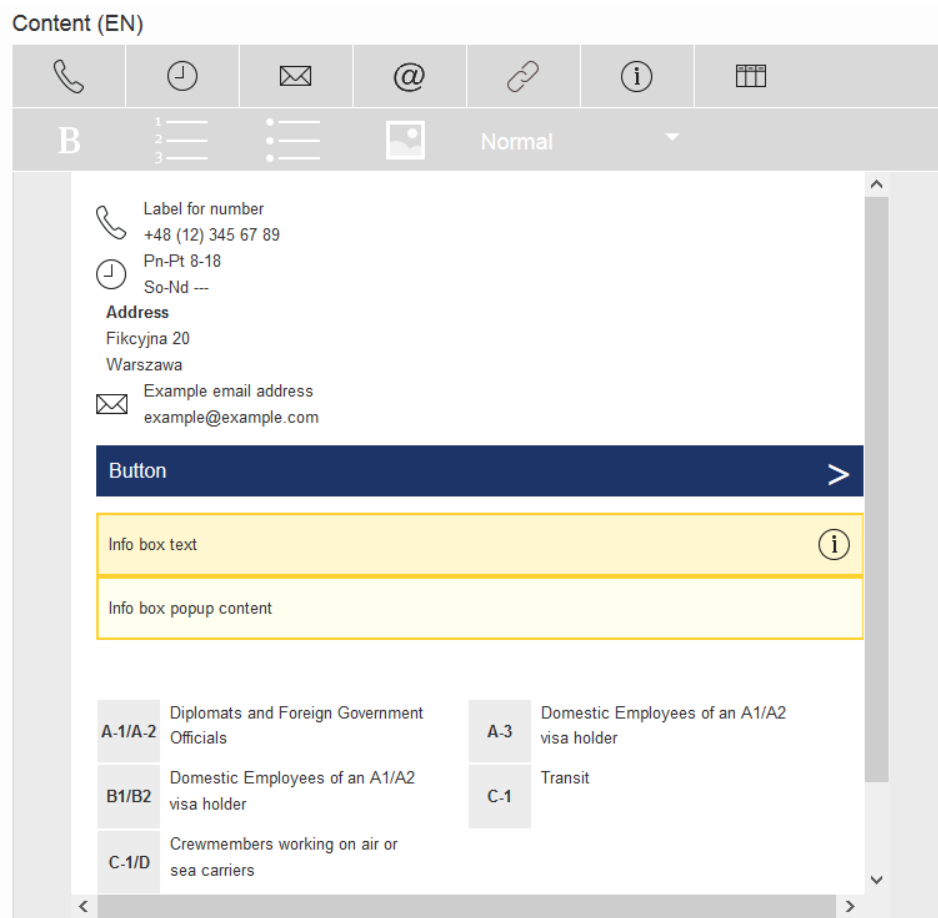 Content (EN)
@
i
B
1
2
3
Normal
Label for number
+48 (12) 345 67 89
Pn-Pt 8-18
So-Nd ---
Address
Fikcyjna 20
Warszawa
Example email address
example@example.com
Button >
Info box text i
Info box popup content
A-1/A-2 Diplomats and Foreign Government
Officials
A-3 Domestic Employees of an A1/A2
visa holder
B1/B2 Domestic Employees of an A1/A2
visa holder
C-1 Transit
C-1/D Crewmembers working on air or
sea carriers